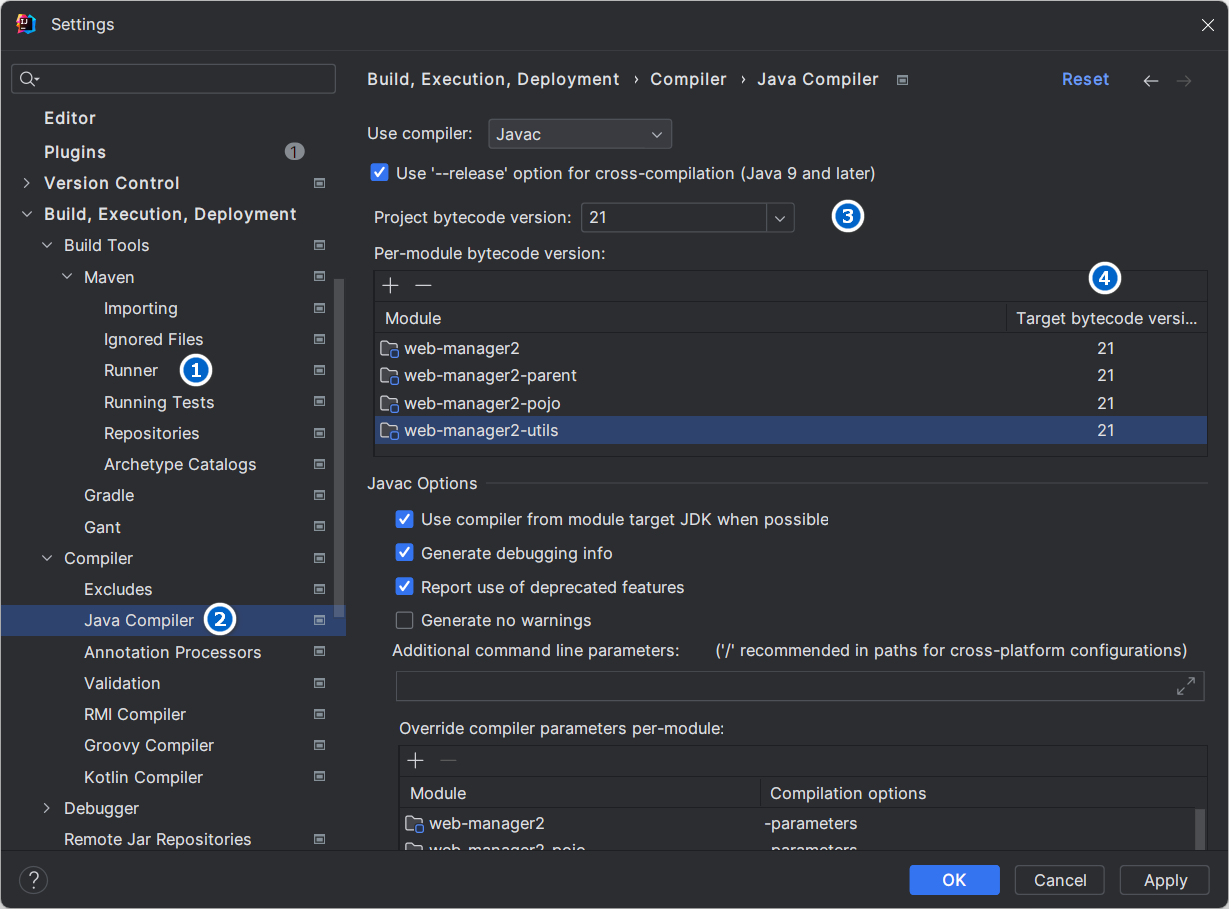 Settings
Editor
Plugins 1
Version Control
Build, Execution, Deployment
Build Tools
Maven
Importing
Ignored Files
Runner 1
Running Tests
Repositories
Archetype Catalogs
Gradle
Gant
Compiler
Excludes
Java Compiler 2
Annotation Processors
Validation
RMI Compiler
Groovy Compiler
Kotlin Compiler
Debugger
Remote Jar Repositories
?
Build, Execution, Deployment › Compiler › Java Compiler Reset
Use compiler: Javac
Use '--release' option for cross-compilation (Java 9 and later)
Project bytecode version: 21 3
Per-module bytecode version:
4
Module Target bytecode versi...
web-manager2 21
web-manager2-parent 21
web-manager2-pojo 21
web-manager2-utils 21
Javac Options
Use compiler from module target JDK when possible
Generate debugging info
Report use of deprecated features
Generate no warnings
Additional command line parameters: ('/' recommended in paths for cross-platform configurations)
Override compiler parameters per-module:
Module Compilation options
web-manager2 -parameters
web-manager2-pojo -parameters
OK Cancel Apply